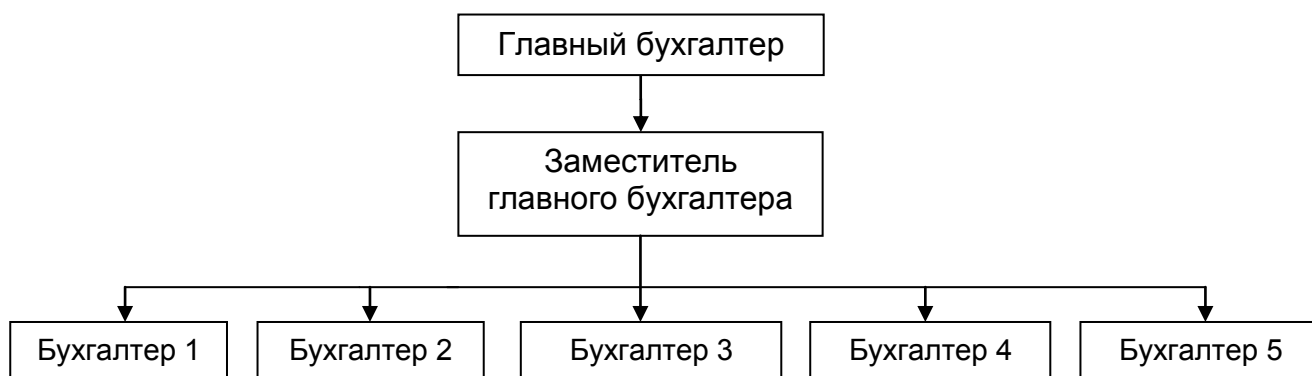 Главный бухгалтер
Заместитель
главного бухгалтера
Бухгалтер 1
Бухгалтер 2
Бухгалтер 3
Бухгалтер 4
Бухгалтер 5